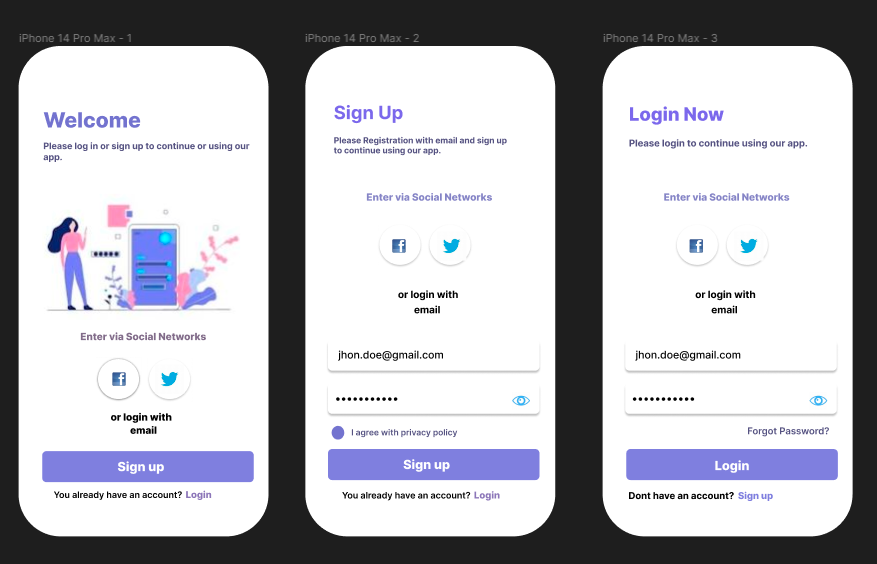 iPhone 14 Pro Max - 1
Welcome
Please log in or sign up to continue or using our
app.
Enter via Social Networks
f
or login with
email
Sign up
You already have an account? Login
iPhone 14 Pro Max - 2
Sign Up
Please Registration with email and sign up
to continue using our app.
Enter via Social Networks
f
or login with
email
jhon.doe@gmail.com
•••••••••••
I agree with privacy policy
Sign up
You already have an account? Login
iPhone 14 Pro Max - 3
Login Now
Please login to continue using our app.
Enter via Social Networks
f
or login with
email
jhon.doe@gmail.com
•••••••••••
Forgot Password?
Login
Dont have an account? Sign up